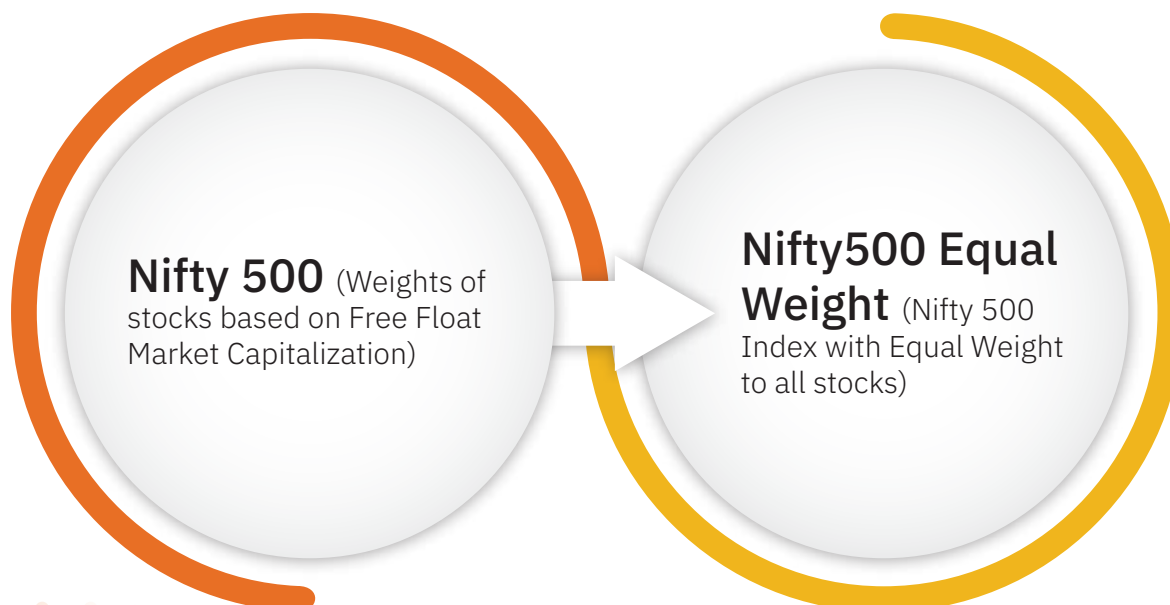 Nifty 500 (Weights of
stocks based on Free Float
Market Capitalization)
Nifty500 Equal
Weight (Nifty 500
Index with Equal Weight
to all stocks)